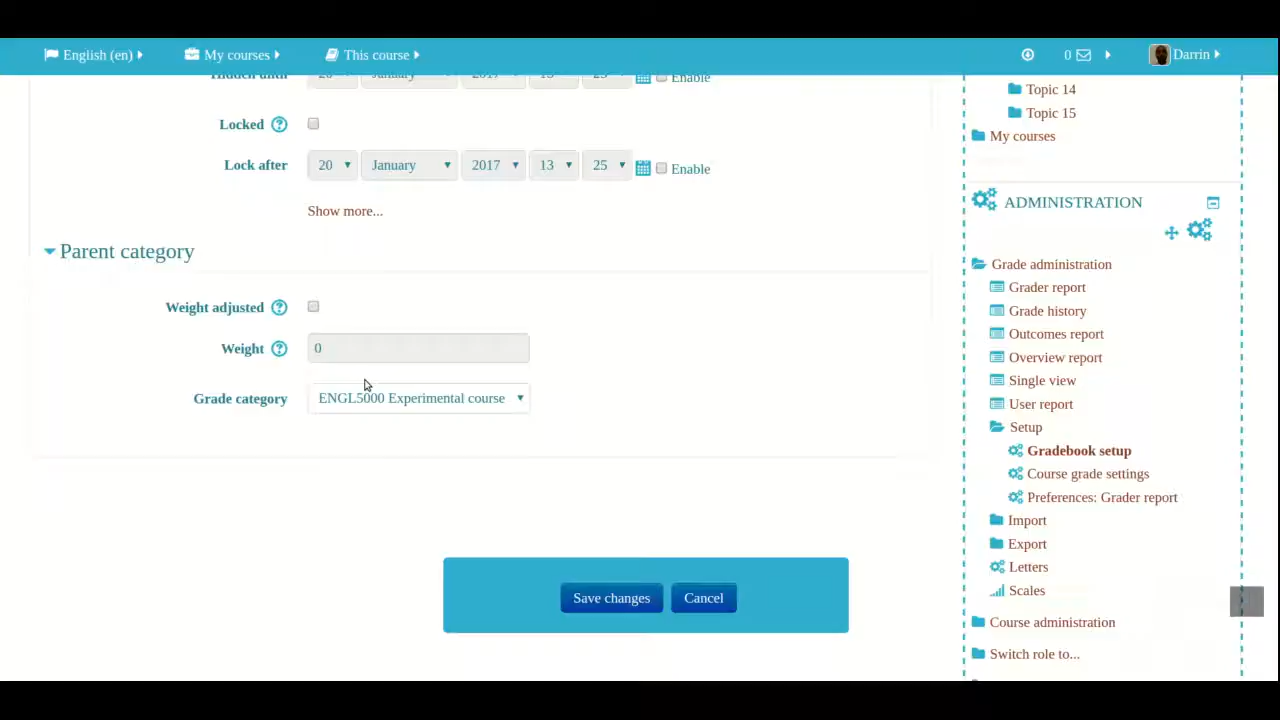 English (en) My courses This course 0 Darrin
Hidden until 20 January 2017 13 25 Enable
Locked
Lock after 20 January 2017 13 25 Enable
Show more...
Parent category
Weight adjusted
Weight 0
Grade category ENGL5000 Experimental course
Save changes Cancel
Topic 14
Topic 15
My courses
ADMINISTRATION
Grade administration
Grader report
Grade history
Outcomes report
Overview report
Single view
User report
Setup
Gradebook setup
Course grade settings
Preferences: Grader report
Import
Export
Letters
Scales
Course administration
Switch role to...